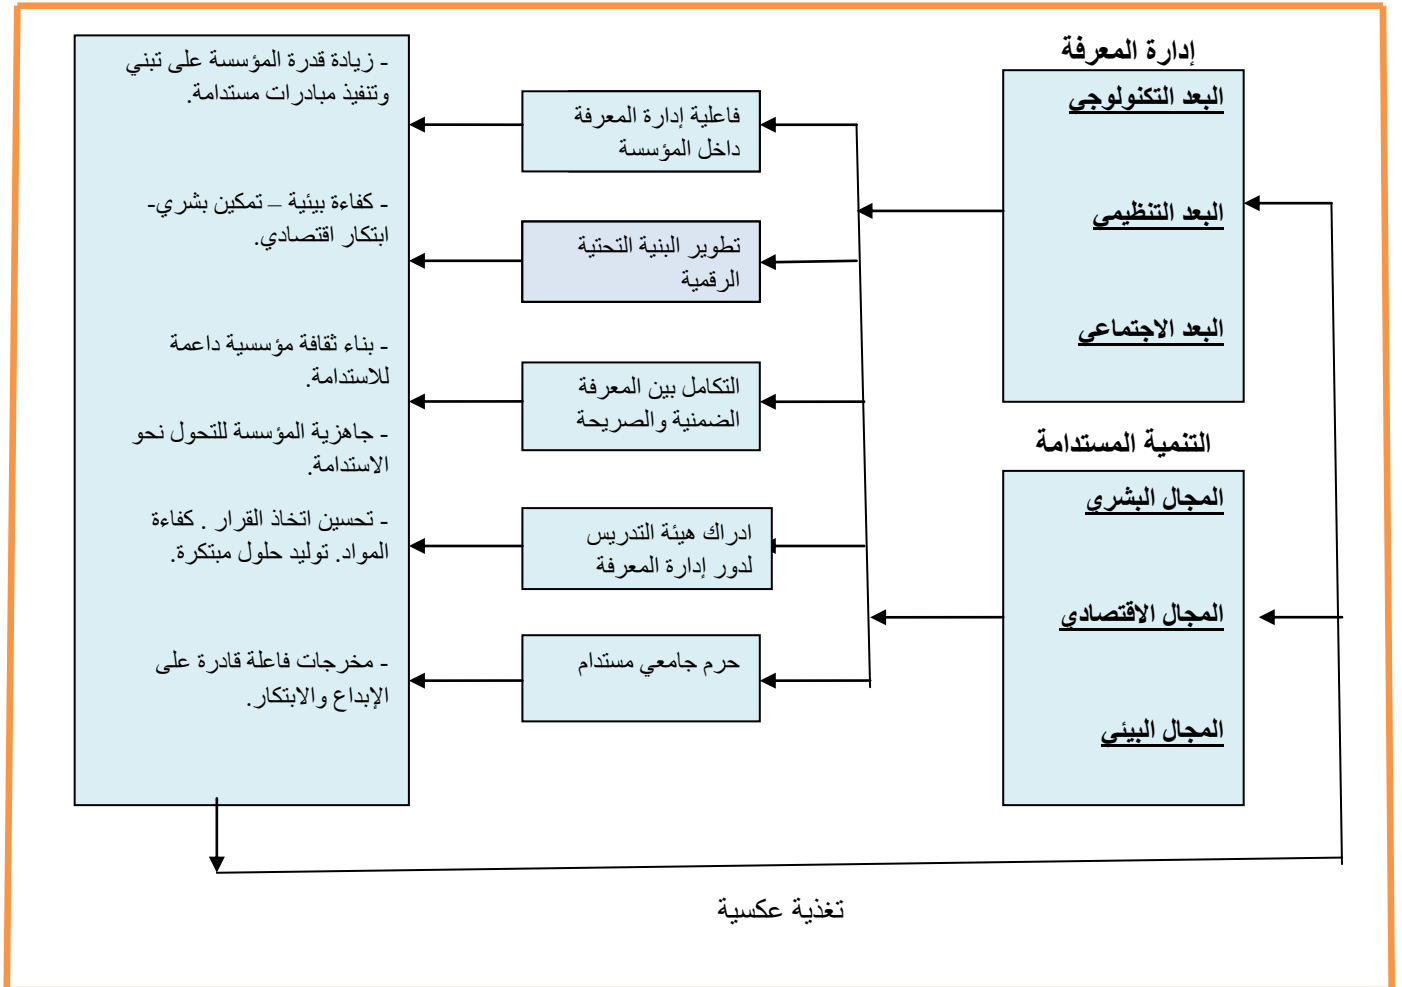 إدارة المعرفة
البعد التكنولوجي
البعد التنظيمي
البعد الاجتماعي
التنمية المستدامة
المجال البشري
المجال الاقتصادي
المجال البيئي
فاعلية إدارة المعرفة
داخل المؤسسة
تطوير البنية التحتية
الرقمية
التكامل بين المعرفة
الضمنية والصريحة
ادراك هيئة التدريس
لدور إدارة المعرفة
حرم جامعي مستدام
- زيادة قدرة المؤسسة على تبني
وتنفيذ مبادرات مستدامة.
- كفاءة بيئية – تمكين بشري-
ابتكار اقتصادي.
- بناء ثقافة مؤسسية داعمة
للاستدامة.
- جاهزية المؤسسة للتحول نحو
الاستدامة.
- تحسين اتخاذ القرار . كفاءة
المواد. توليد حلول مبتكرة.
- مخرجات فاعلة قادرة على
الإبداع والابتكار.
تغذية عكسية